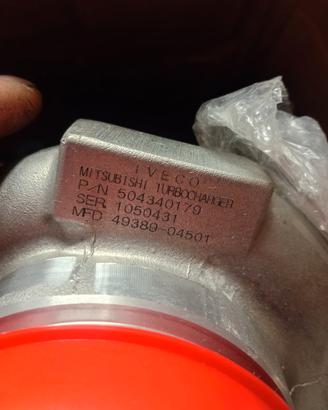 IVECO
MITSUBISHI TURBOCHARGER
P/N 504340179
SER 1050431
MFD 49389-04501